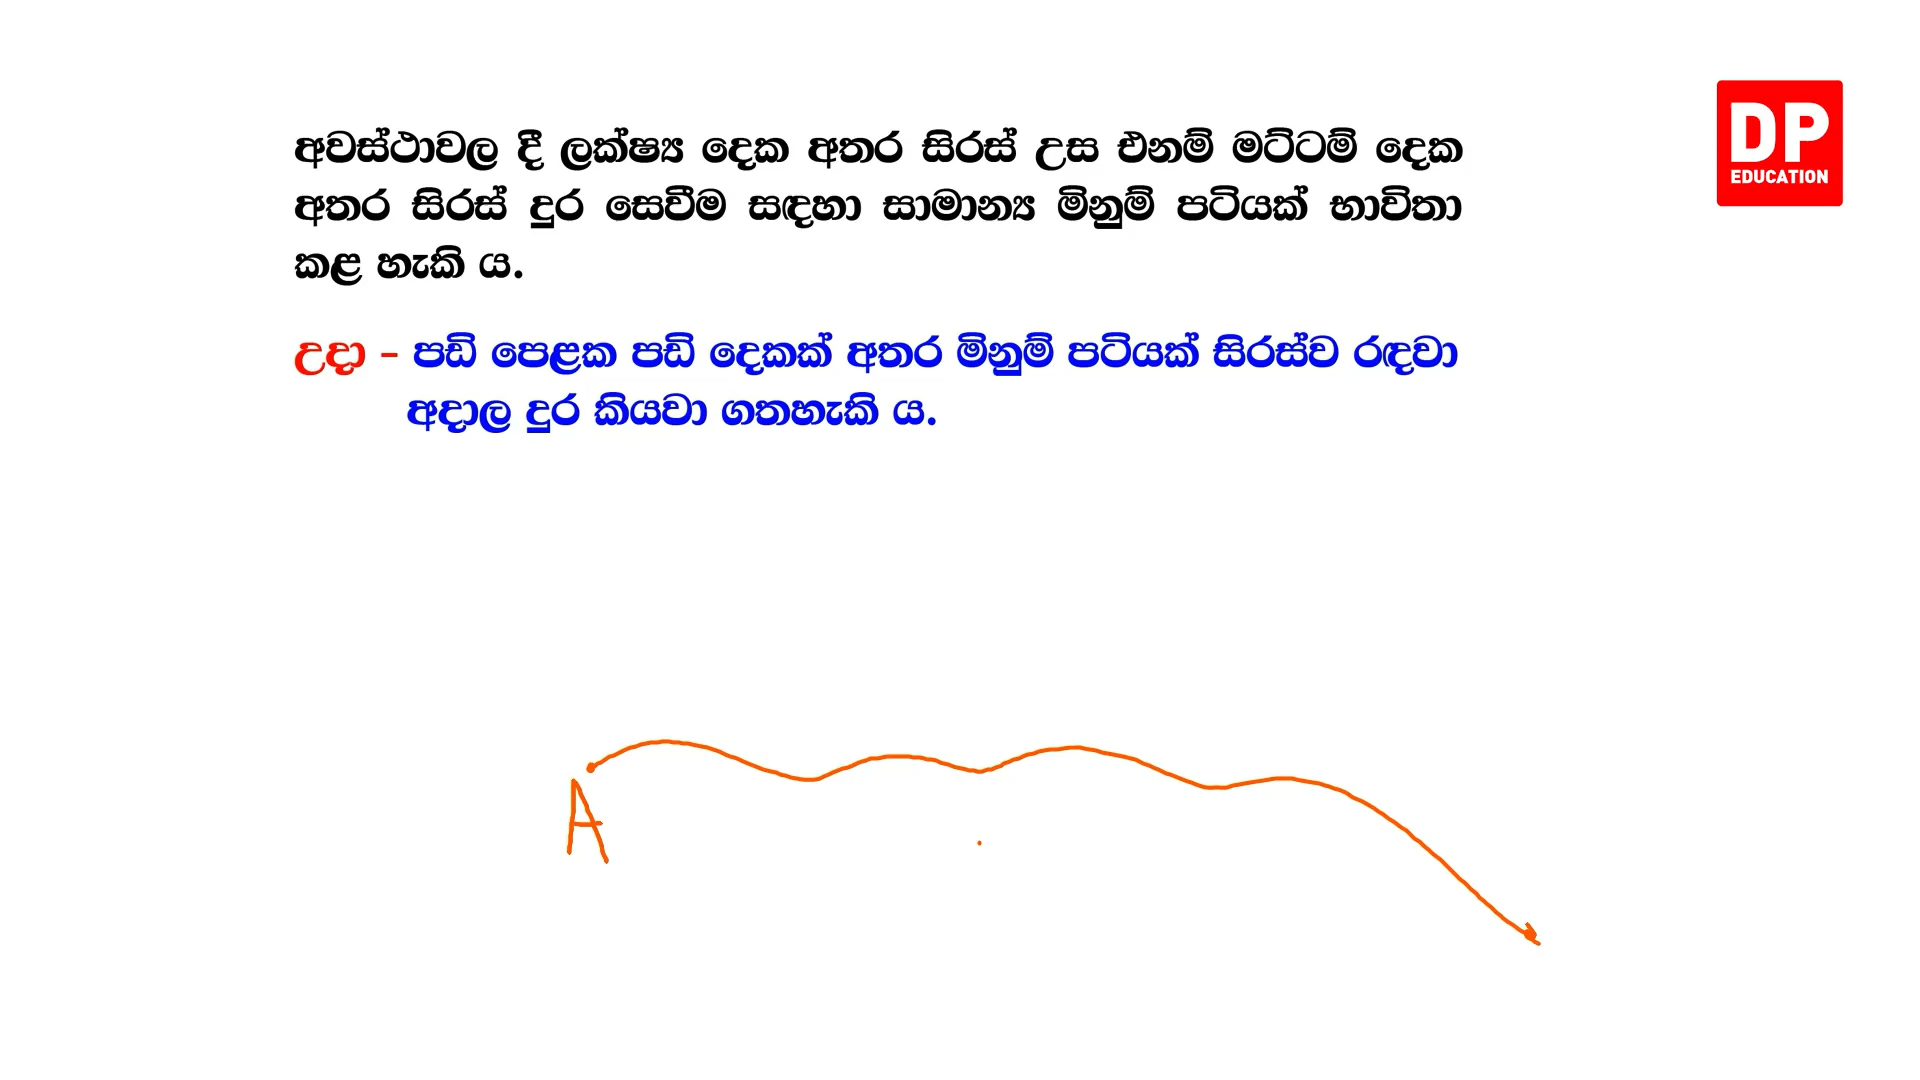 අවස්ථාවල දී ලක්ෂ්‍ය දෙක අතර සිරස් උස එනම් මට්ටම් දෙක
අතර සිරස් දුර සෙවීම සඳහා සාමාන්‍ය මිනුම් පටියක් භාවිතා
කළ හැකි ය.
උදා - පඩි පෙළක පඩි දෙකක් අතර මිනුම් පටියක් සිරස්ව රඳවා
අදාල දුර කියවා ගතහැකි ය.
DP
EDUCATION
A